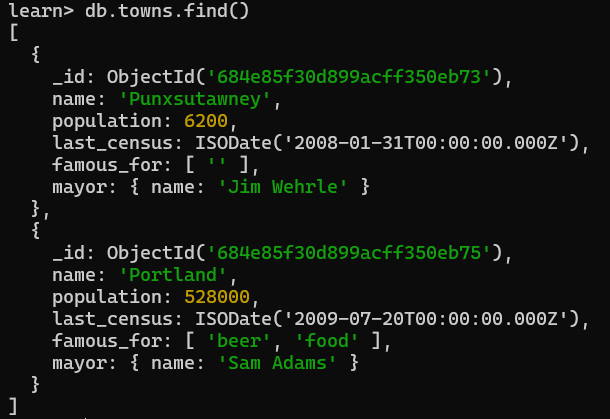 learn> db.towns.find()
[
  {
    _id: ObjectId('684e85f30d899acff350eb73'),
    name: 'Punxsutawney',
    population: 6200,
    last_census: ISODate('2008-01-31T00:00:00.000Z'),
    famous_for: [ '' ],
    mayor: { name: 'Jim Wehrle' }
  },
  {
    _id: ObjectId('684e85f30d899acff350eb75'),
    name: 'Portland',
    population: 528000,
    last_census: ISODate('2009-07-20T00:00:00.000Z'),
    famous_for: [ 'beer', 'food' ],
    mayor: { name: 'Sam Adams' }
  }
]